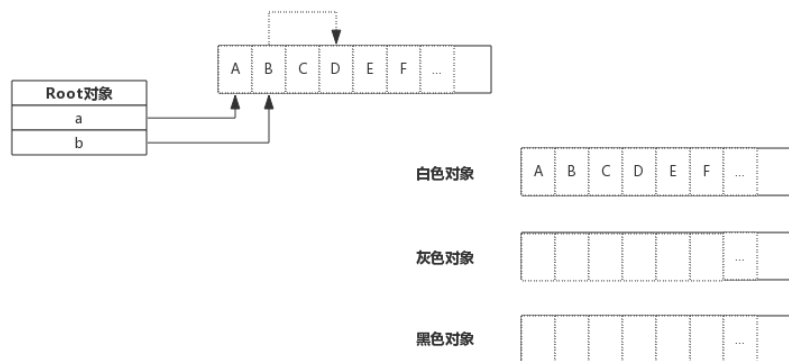 A B C D E F ...
Root对象
a
b
白色对象 A B C D E F ...
灰色对象 ...
黑色对象 ...